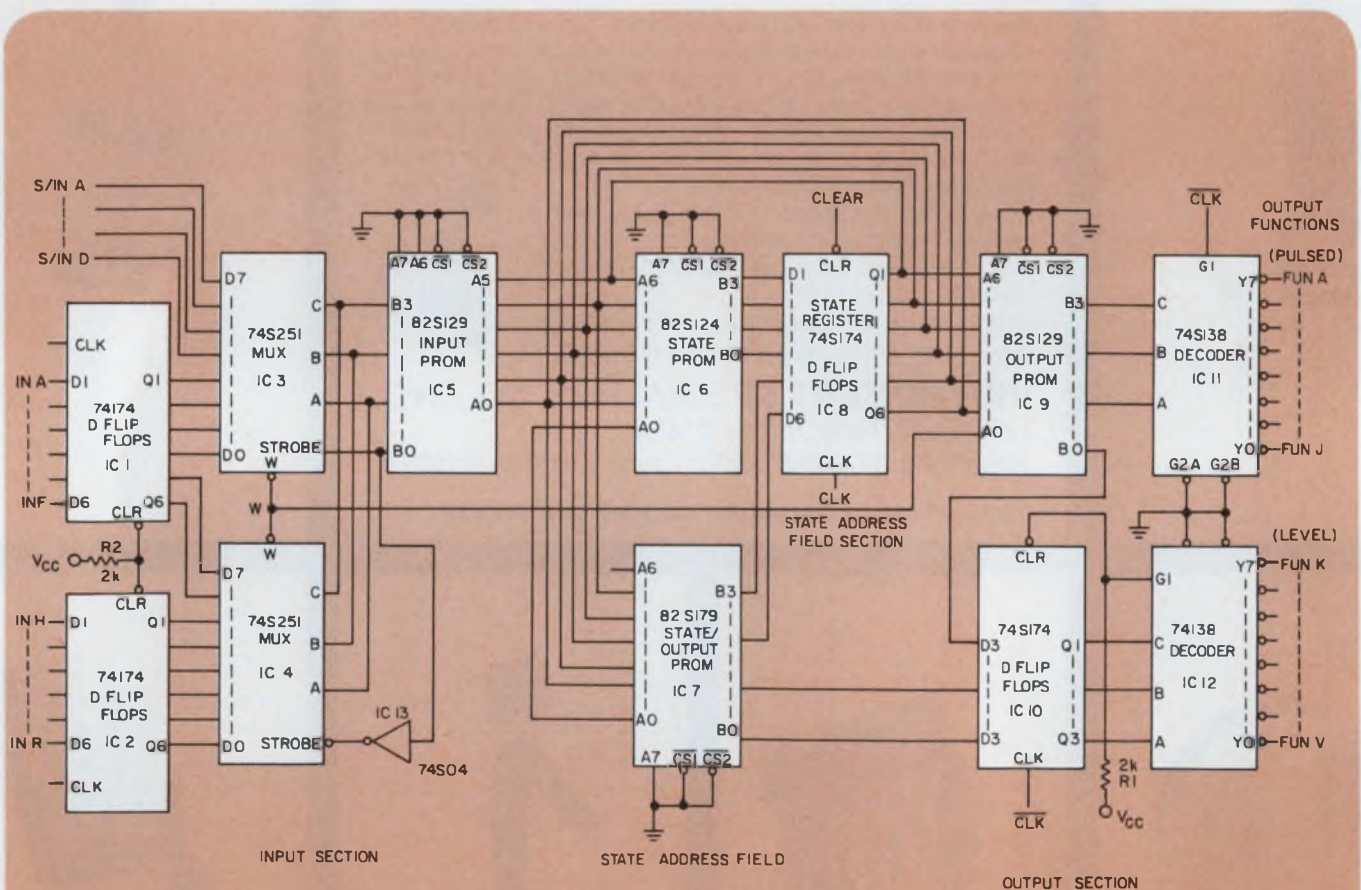 S/IN A
S/IN D
CLK
IN A
D1
Q1
74174
D FLIP
FLOPS
IC 1
INF
D6
Q6
CLR
VCC
R2
2k
CLR
IN H
D1
Q1
74174
D FLIP
FLOPS
IC 2
IN R
D6
Q6
CLK
D7
C
74S251
MUX
B
IC 3
A
D0
STROBE
W
W
W
D7
C
74S251
MUX
B
IC 4
A
D0
STROBE
IC 13
74S04
INPUT SECTION
A7
A6
CS1
CS2
A5
B3
82S129
INPUT
PROM
IC 5
A0
B0
A7
CS1
CS2
A6
B3
82S124
STATE
PROM
B0
IC 6
A0
A6
B3
82S179
STATE/
OUTPUT
PROM
IC 7
A0
B0
A7
CS1
CS2
STATE ADDRESS FIELD
CLEAR
CLR
D1
Q1
STATE
REGISTER
74S174
D FLIP
FLOPS
D6
IC 8
Q6
CLK
CLK
STATE ADDRESS
FIELD SECTION
A7
CS1
CS2
A6
B3
82S129
OUTPUT
PROM
IC 9
A0
B0
CLR
74S174
D3
Q1
D FLIP
FLOPS
IC 10
D3
Q3
CLK
CLK
CLK
G1
Y7
C
74S138
B
DECODER
IC 11
A
Y0
G2A
G2B
OUTPUT
FUNCTIONS
(PULSED)
FUN A
FUN J
(LEVEL)
G1
Y7
FUN K
C
74138
DECODER
B
IC 12
A
Y0
FUN V
2k
R1
VCC
OUTPUT SECTION